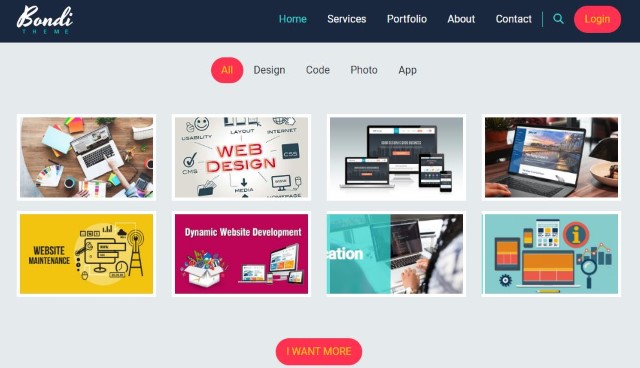 Bondi
THEME
Home Services Portfolio About Contact Login
All Design Code Photo App
USABILITY LAYOUT INTERNET
WEB
DESIGN
CMS CSS
MEDIA
HOMEPAGE
WEBSITE
MAINTENANCE
Dynamic Website Development
cation
I WANT MORE